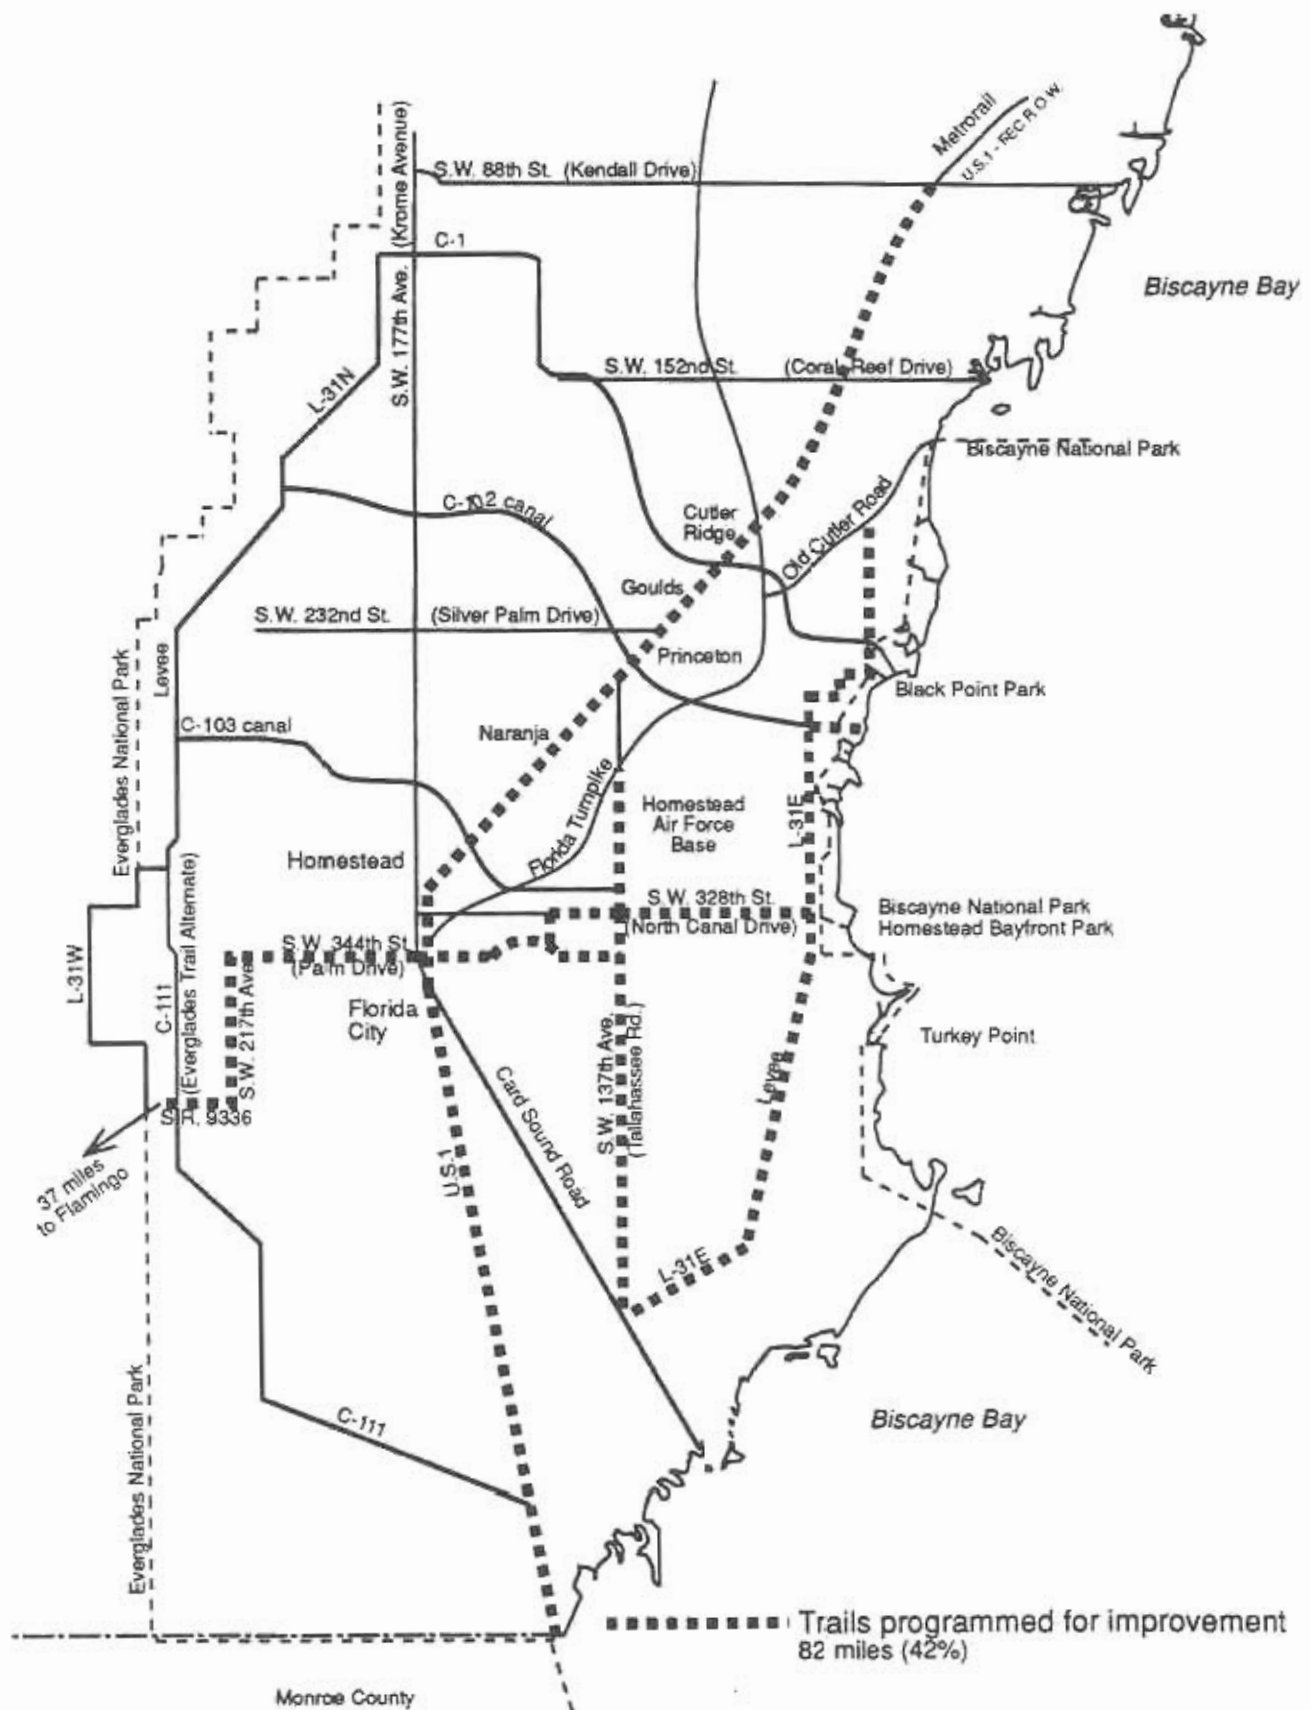 Metrorail
U.S.1 - FEC R.O.W.
(Krome Avenue)
S.W. 88th St. (Kendall Drive)
C-1
Biscayne Bay
S.W. 177th Ave.
L-31N
S.W. 152nd St. (Coral Reef Drive)
Biscayne National Park
C-102 canal
Cutler
Ridge
Old Cutler Road
Goulds
S.W. 232nd St. (Silver Palm Drive)
Princeton
Everglades National Park
Levee
Black Point Park
C-103 canal
Naranja
Florida Turnpike
Homestead
Air Force
Base
L-31E
Homestead
S.W. 328th St.
(North Canal Drive)
Biscayne National Park
Homestead Bayfront Park
S.W. 344th St.
(Palm Drive)
L-31W
C-111
(Everglades Trail Alternate)
S.W. 217th Ave.
Florida
City
Turkey Point
S.W. 137th Ave.
(Tallahassee Rd.)
Levee
Card Sound Road
S.R. 9336
37 miles
to Flamingo
U.S.1
L-31E
Biscayne National Park
Everglades National Park
C-111
Biscayne Bay
Trails programmed for improvement
82 miles (42%)
Monroe County